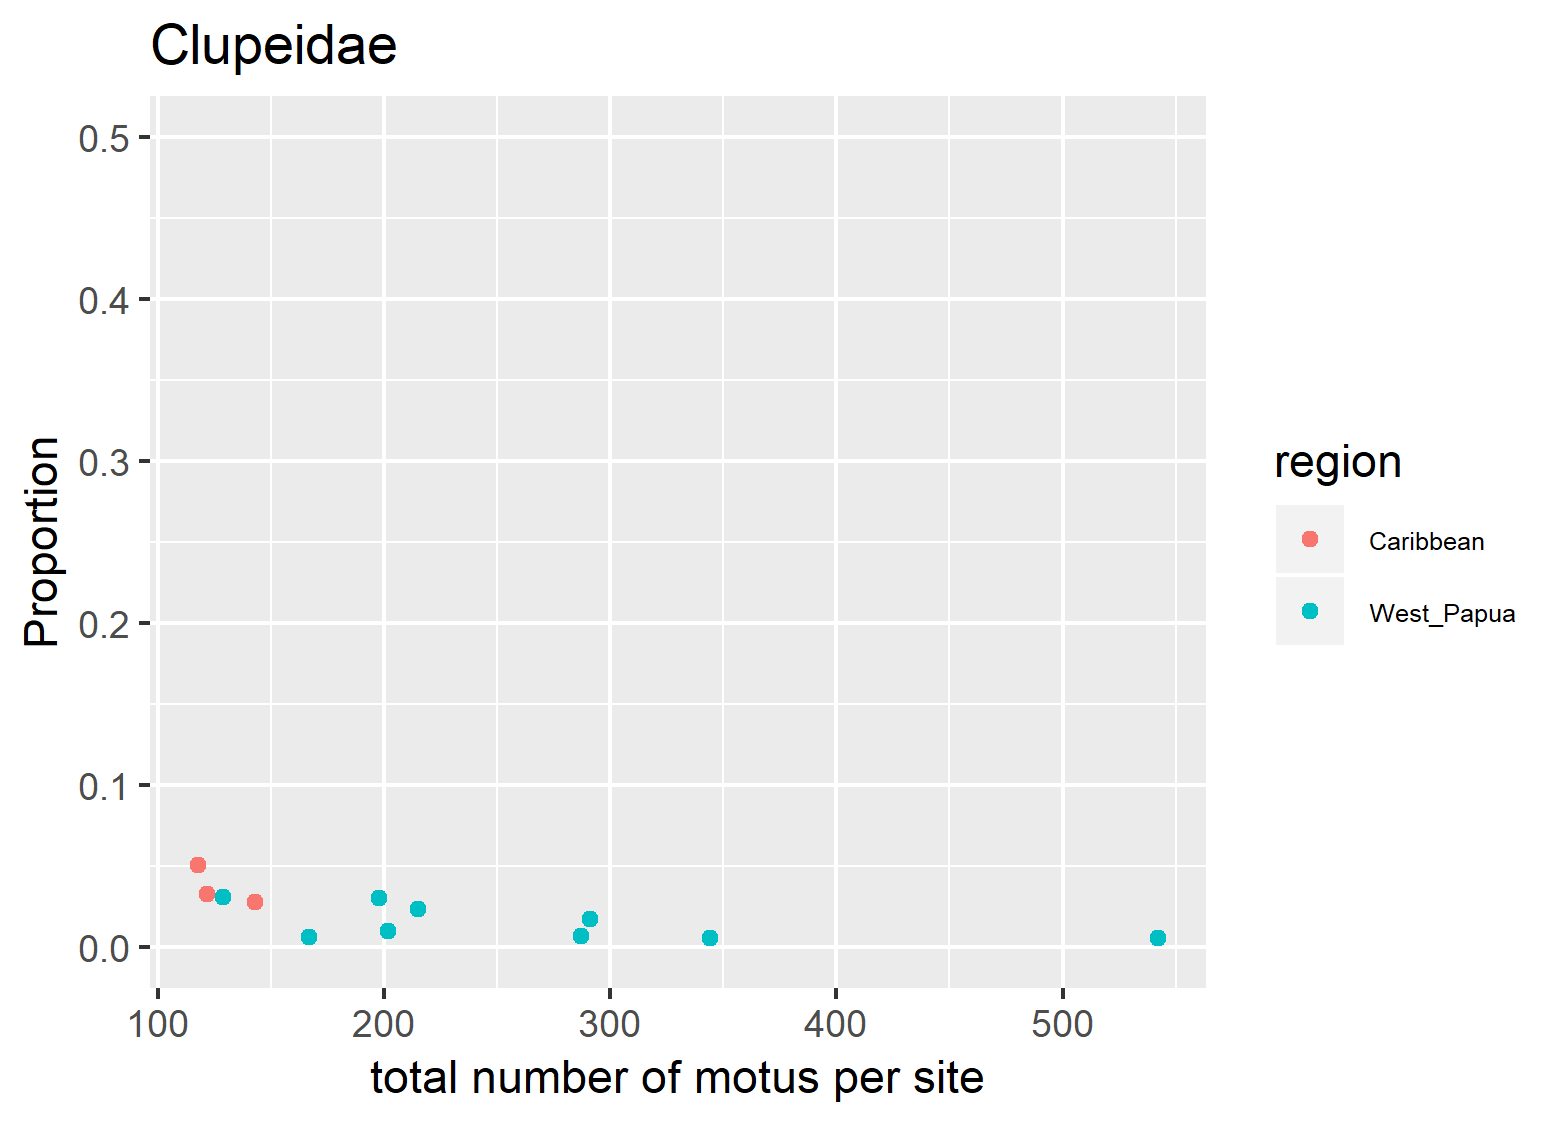 Clupeidae
0.5
0.4
0.3
0.2
0.1
0.0
Proportion
100 200 300 400 500
total number of motus per site
region
Caribbean
West_Papua